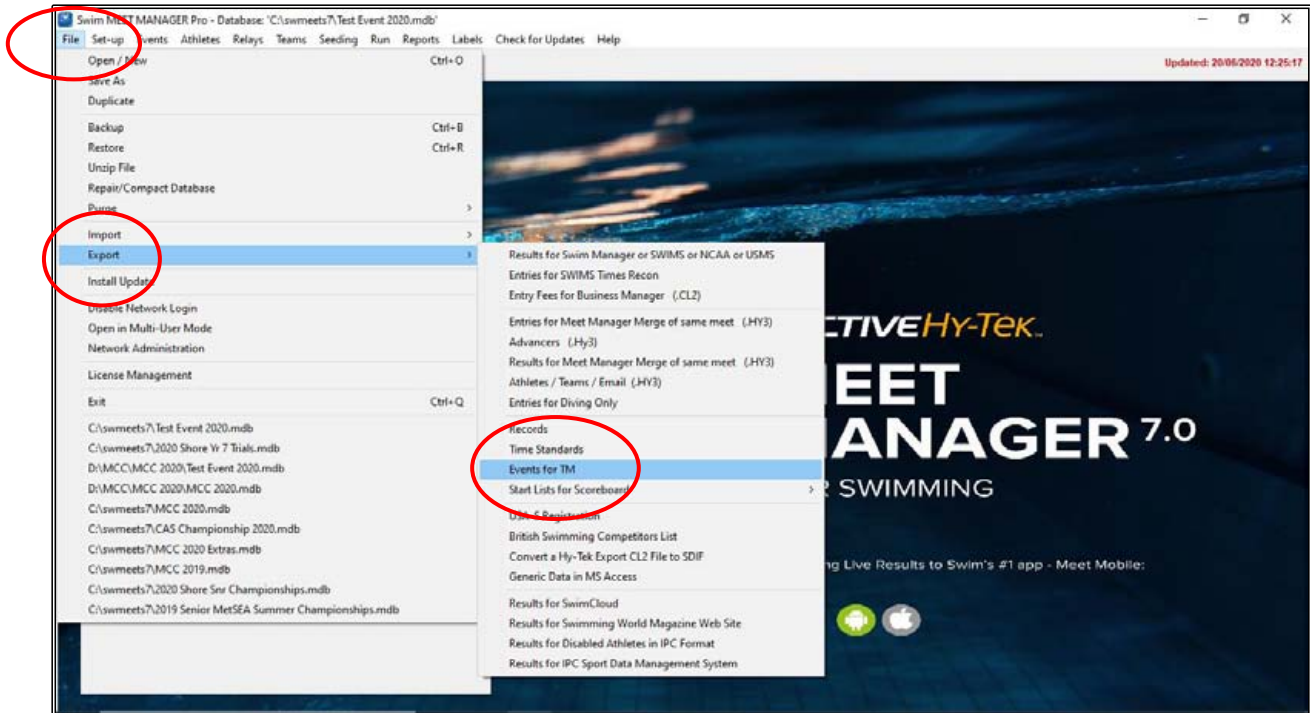 Swim MEET MANAGER Pro - Database: 'C:\swmeets7\Test Event 2020.mdb'
File Set-up Events Athletes Relays Teams Seeding Run Reports Labels Check for Updates Help
Updated: 20/06/2020 12:25:17
Open / New Ctrl+O
Save As
Duplicate
Backup Ctrl+B
Restore Ctrl+R
Unzip File
Repair/Compact Database
Purge >
Import >
Export >
Install Update
Disable Network Login
Open in Multi-User Mode
Network Administration
License Management
Exit Ctrl+Q
C:\swmeets7\Test Event 2020.mdb
C:\swmeets7\2020 Shore Yr 7 Trials.mdb
D:\MCC\MCC 2020\Test Event 2020.mdb
D:\MCC\MCC 2020\MCC 2020.mdb
C:\swmeets7\MCC 2020.mdb
C:\swmeets7\CAS Championship 2020.mdb
C:\swmeets7\MCC 2020 Extras.mdb
C:\swmeets7\MCC 2019.mdb
C:\swmeets7\2020 Shore Snr Championships.mdb
C:\swmeets7\2019 Senior MetSEA Summer Championships.mdb
Results for Swim Manager or SWIMS or NCAA or USMS
Entries for SWIMS Times Recon
Entry Fees for Business Manager (.CL2)
Entries for Meet Manager Merge of same meet (.HY3)
Advancers (.Hy3)
Results for Meet Manager Merge of same meet (.HY3)
Athletes / Teams / Email (.HY3)
Entries for Diving Only
Records
Time Standards
Events for TM
Start Lists for Scoreboard >
USA-S Registration
British Swimming Competitors List
Convert a Hy-Tek Export CL2 File to SDIF
Generic Data in MS Access
Results for SwimCloud
Results for Swimming World Magazine Web Site
Results for Disabled Athletes in IPC Format
Results for IPC Sport Data Management System
CTIVE Hy-Tek
EET
ANAGER 7.0
R SWIMMING
ng Live Results to Swim's #1 app - Meet Mobile: